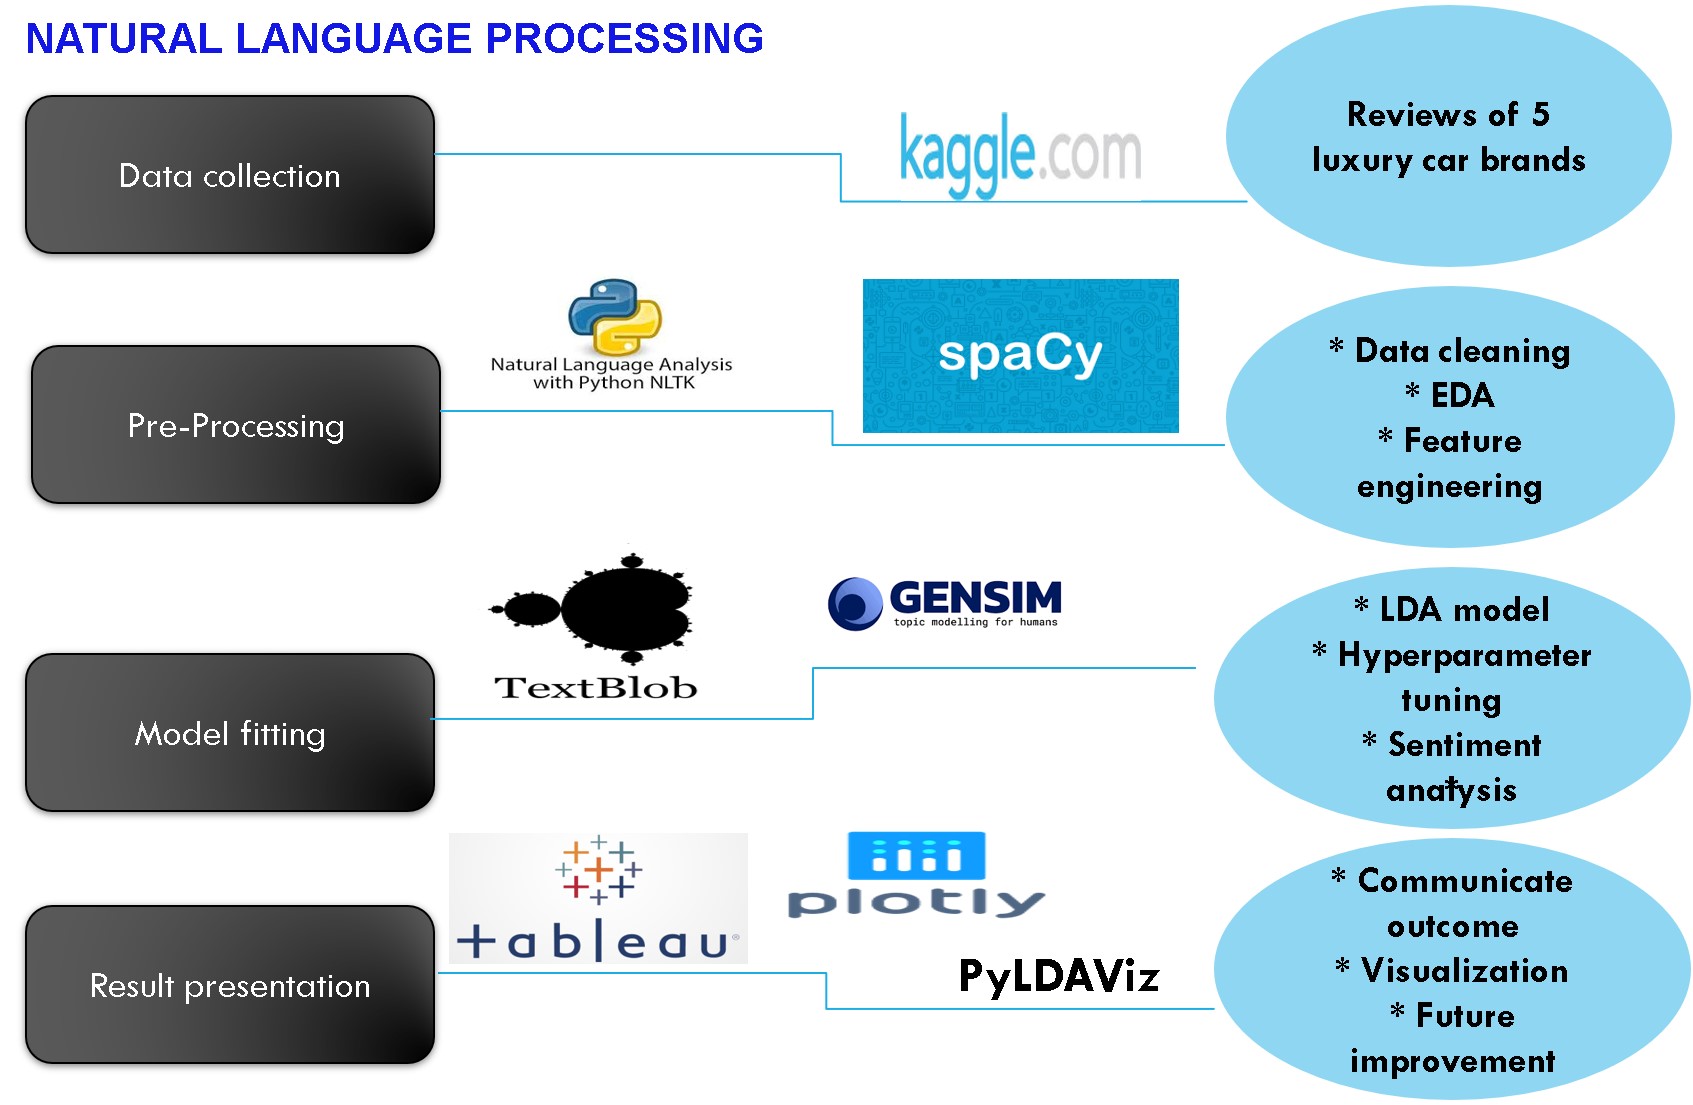 NATURAL LANGUAGE PROCESSING
Data collection
kaggle.com
Reviews of 5
luxury car brands
Pre-Processing
Natural Language Analysis
with Python NLTK
spaCy
* Data cleaning
* EDA
* Feature
engineering
Model fitting
TextBlob
GENSIM
topic modelling for humans
* LDA model
* Hyperparameter
tuning
* Sentiment
analysis
*
Result presentation
+ableau®
plotly
PyLDAViz
* Communicate
outcome
* Visualization
* Future
improvement